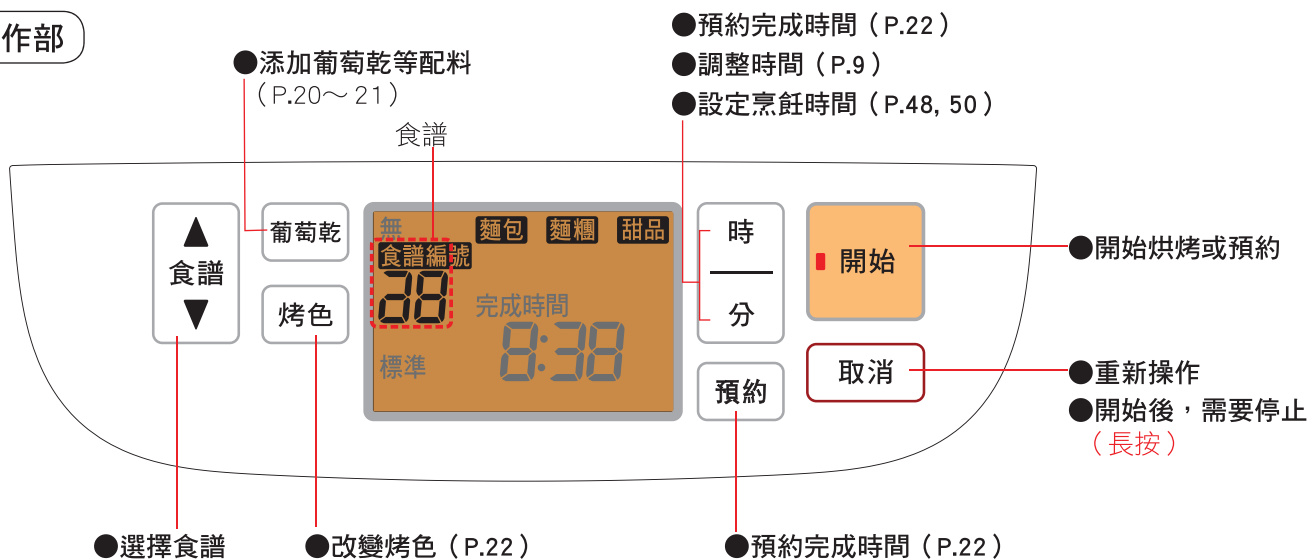 作部
●添加葡萄乾等配料
（P.20～21）
食譜
●預約完成時間（P.22）
●調整時間（P.9）
●設定烹飪時間（P.48, 50）
▲
食譜
▼
葡萄乾
烤色
無
麵包 麵糰 甜品
食譜編號
38
完成時間
8:38
標準
時
分
預約
開始
取消
●開始烘烤或預約
●重新操作
●開始後，需要停止
（長按）
●選擇食譜
●改變烤色（P.22）
●預約完成時間（P.22）